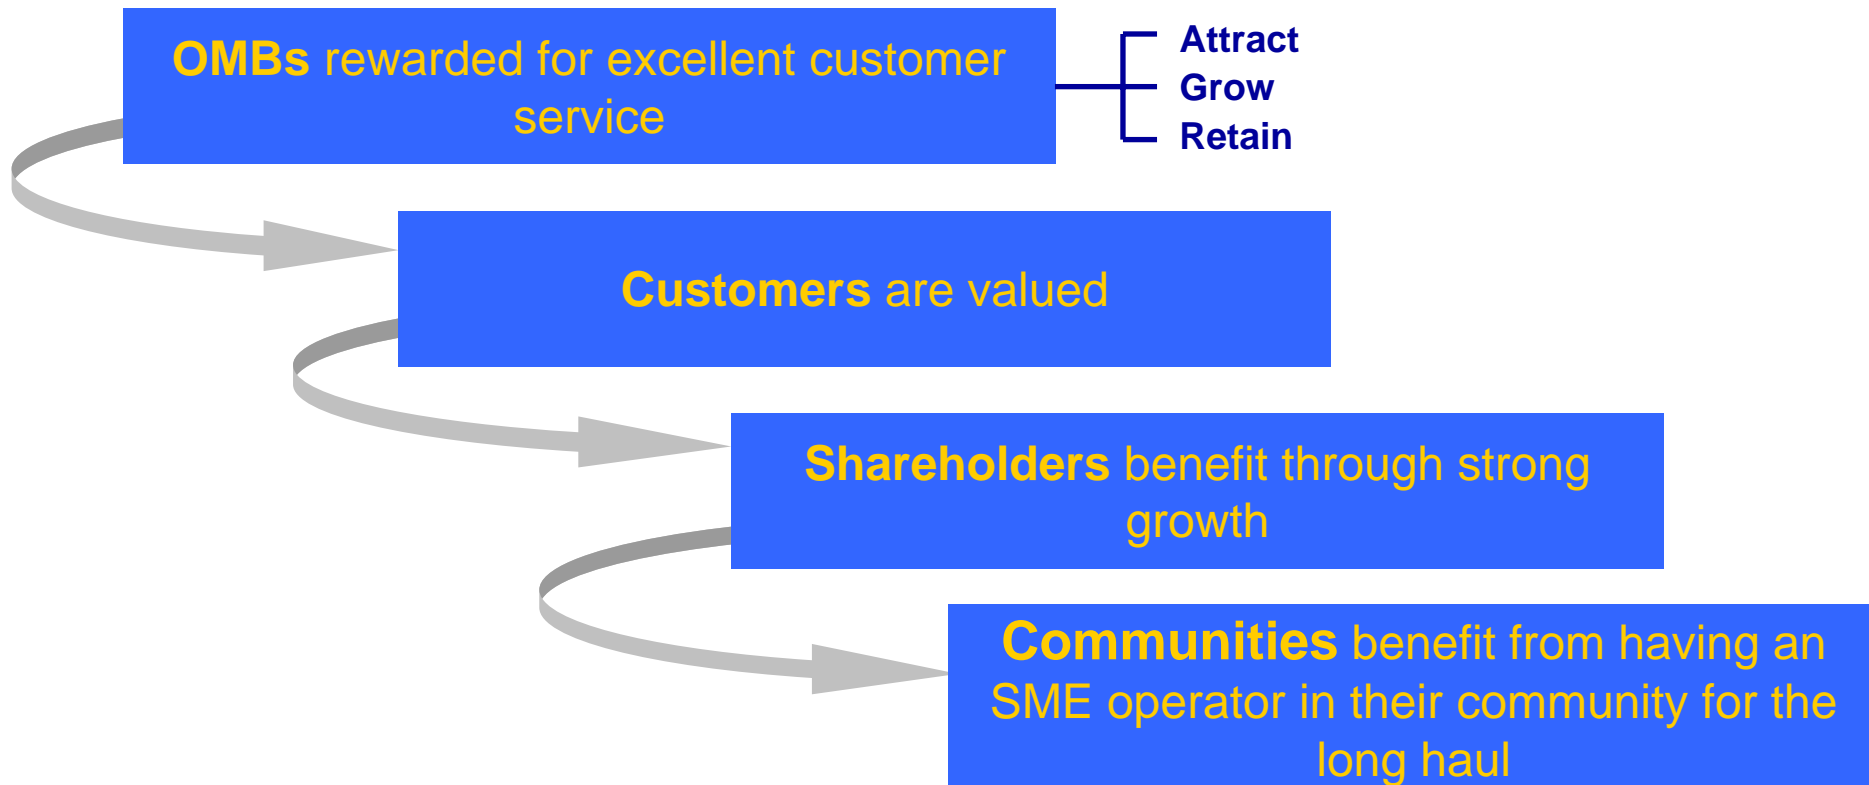 OMBs rewarded for excellent customer
service
Attract
Grow
Retain
Customers are valued
Shareholders benefit through strong
growth
Communities benefit from having an
SME operator in their community for the
long haul